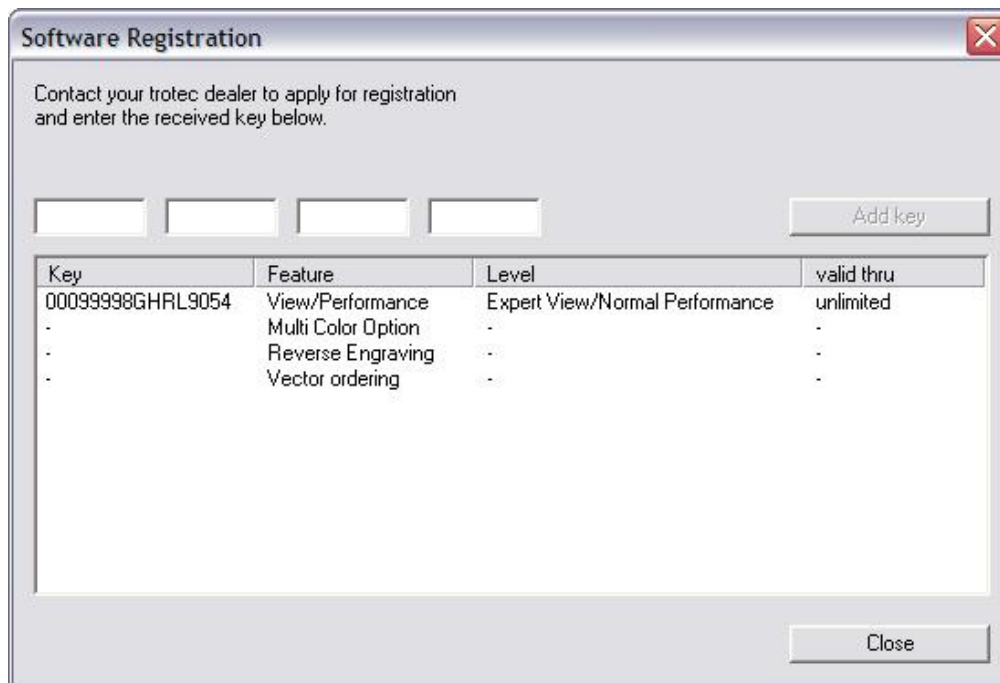 Software Registration
Contact your trotec dealer to apply for registration
and enter the received key below.
Add key
Key Feature Level valid thru
00099998GHRL9054 View/Performance Expert View/Normal Performance unlimited
- Multi Color Option - -
- Reverse Engraving - -
- Vector ordering - -
Close